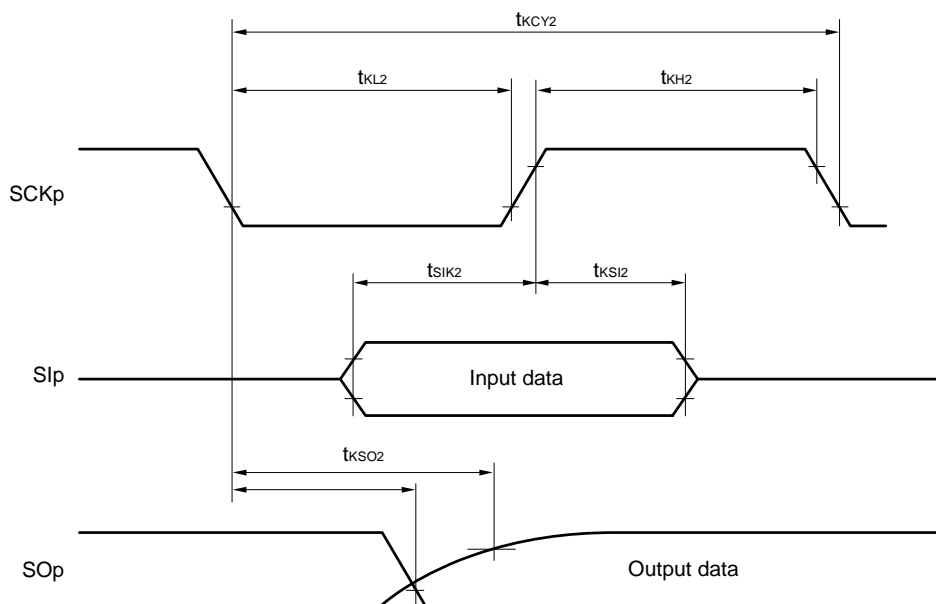 tKCY2
tKL2
tKH2
SCKp
tSIK2
tKSI2
SIp
Input data
tKSO2
SOp
Output data